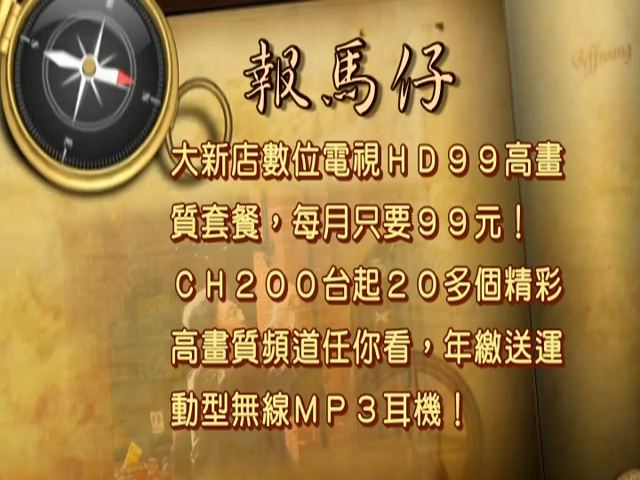 報馬仔
大新店數位電視HD99高畫
質套餐，每月只要99元！
CH200台起20多個精彩
高畫質頻道任你看，年繳送運
動型無線MP3耳機！